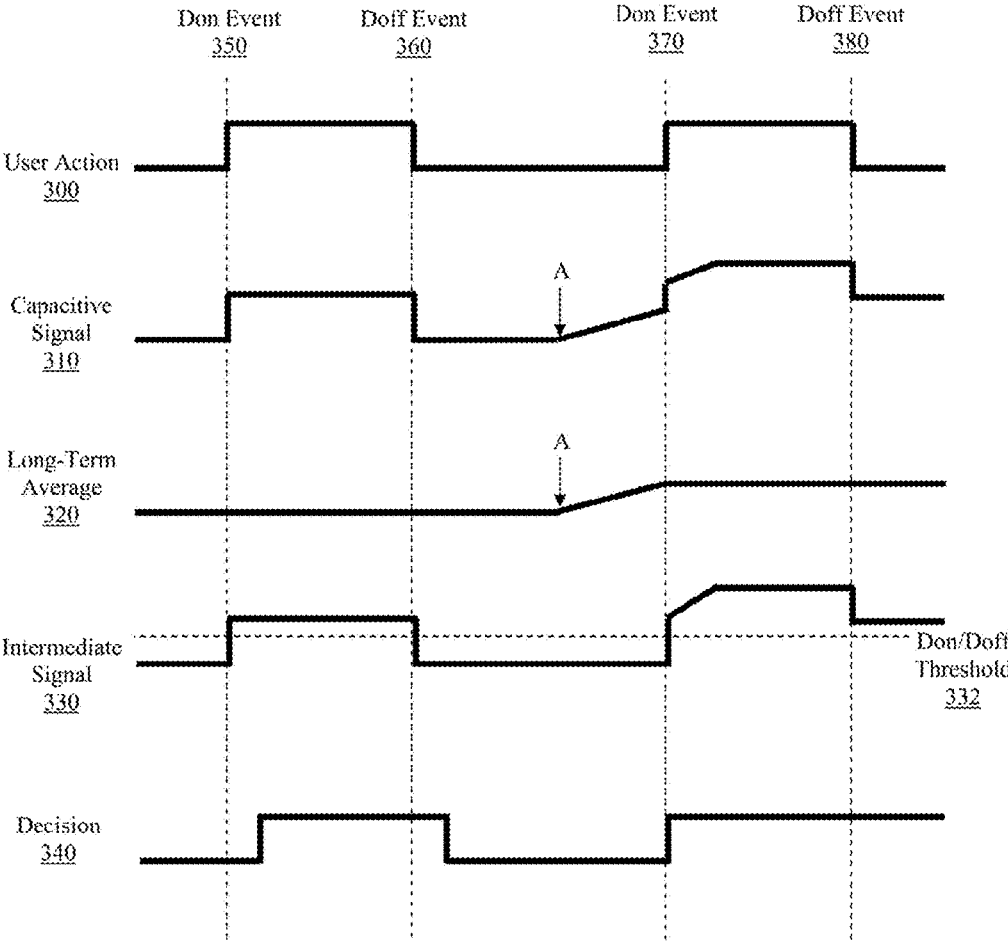 Don Event
350
Doff Event
360
Don Event
370
Doff Event
380
User Action
300
A
Capacitive
Signal
310
A
Long-Term
Average
320
Intermediate
Signal
330
Don/Doff
Threshold
332
Decision
340